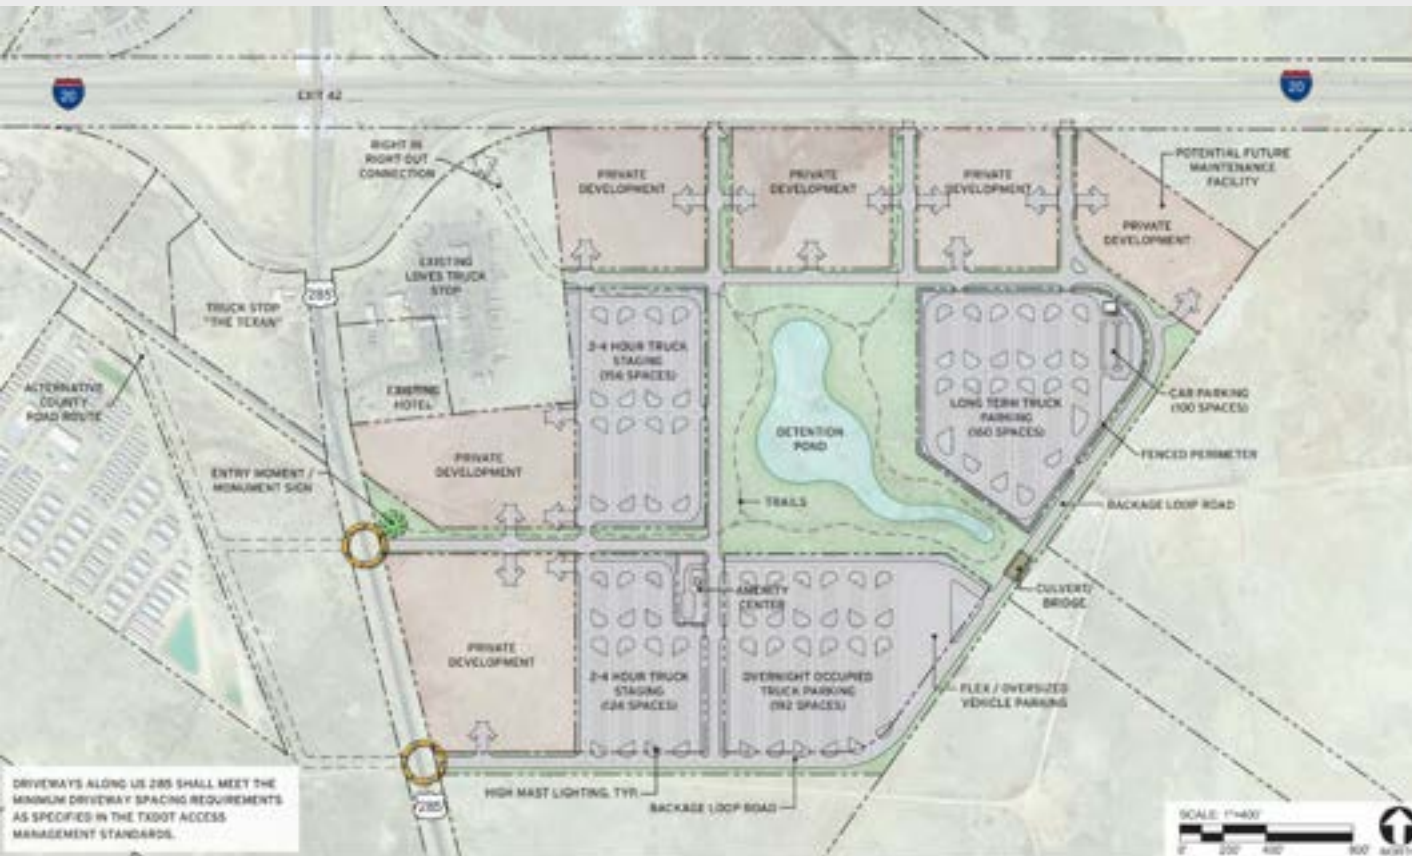 20
EXIT 42
20
RIGHT IN
RIGHT OUT
CONNECTION
PRIVATE
DEVELOPMENT
PRIVATE
DEVELOPMENT
PRIVATE
DEVELOPMENT
POTENTIAL FUTURE
MAINTENANCE
FACILITY
PRIVATE
DEVELOPMENT
EXISTING
LOVES TRUCK
STOP
285
TRUCK STOP
"THE TEXAN"
2-4 HOUR TRUCK
STAGING
(156 SPACES)
ALTERNATIVE
COUNTY
ROAD ROUTE
EXISTING
HOTEL
LONG TERM TRUCK
PARKING
(160 SPACES)
CAR PARKING
(100 SPACES)
DETENTION
POND
FENCED PERIMETER
PRIVATE
DEVELOPMENT
ENTRY MOMENT /
MONUMENT SIGN
TRAILS
BACKAGE LOOP ROAD
AMENITY
CENTER
CULVERT/
BRIDGE
PRIVATE
DEVELOPMENT
2-4 HOUR TRUCK
STAGING
(124 SPACES)
OVERNIGHT OCCUPIED
TRUCK PARKING
(192 SPACES)
FLEX / OVERSIZED
VEHICLE PARKING
HIGH MAST LIGHTING, TYP.
BACKAGE LOOP ROAD
285
DRIVEWAYS ALONG US 285 SHALL MEET THE
MINIMUM DRIVEWAY SPACING REQUIREMENTS
AS SPECIFIED IN THE TXDOT ACCESS
MANAGEMENT STANDARDS.
SCALE: 1"=400'
0' 200' 400' 800'
NORTH